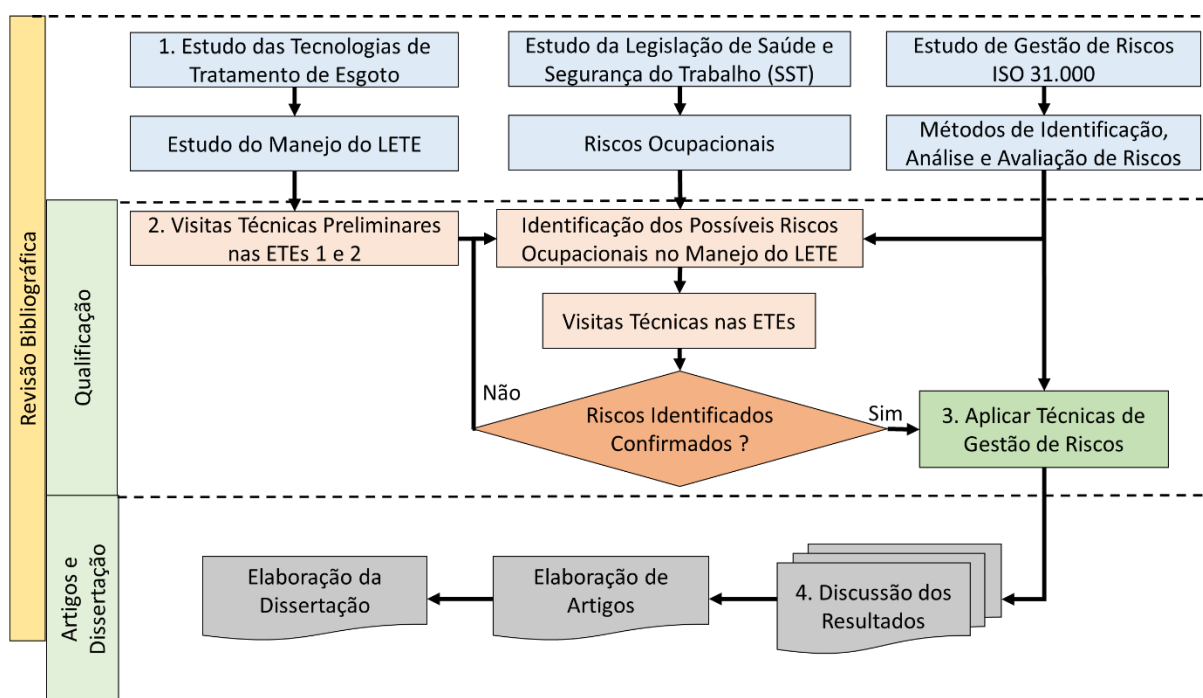 1. Estudo das Tecnologias de
Tratamento de Esgoto
Estudo da Legislação de Saúde e
Segurança do Trabalho (SST)
Estudo de Gestão de Riscos
ISO 31.000
Estudo do Manejo do LETE
Riscos Ocupacionais
Métodos de Identificação,
Análise e Avaliação de Riscos
Revisão Bibliográfica
Qualificação
2. Visitas Técnicas Preliminares
nas ETEs 1 e 2
Identificação dos Possíveis Riscos
Ocupacionais no Manejo do LETE
Visitas Técnicas nas ETEs
Não
Riscos Identificados
Confirmados ?
Sim
3. Aplicar Técnicas de
Gestão de Riscos
Artigos e
Dissertação
Elaboração da
Dissertação
Elaboração de
Artigos
4. Discussão dos
Resultados